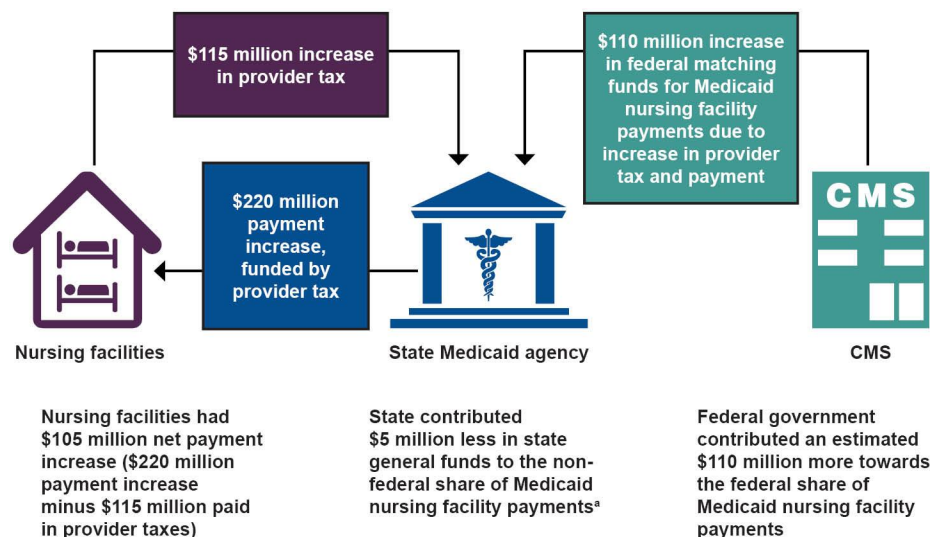 $115 million increase
in provider tax
$110 million increase
in federal matching
funds for Medicaid
nursing facility
payments due to
increase in provider
tax and payment
$220 million
payment
increase,
funded by
provider tax
CMS
Nursing facilities
State Medicaid agency
CMS
Nursing facilities had
$105 million net payment
increase ($220 million
payment increase
minus $115 million paid
in provider taxes)
State contributed
$5 million less in state
general funds to the non-
federal share of Medicaid
nursing facility paymentsᵃ
Federal government
contributed an estimated
$110 million more towards
the federal share of
Medicaid nursing facility
payments